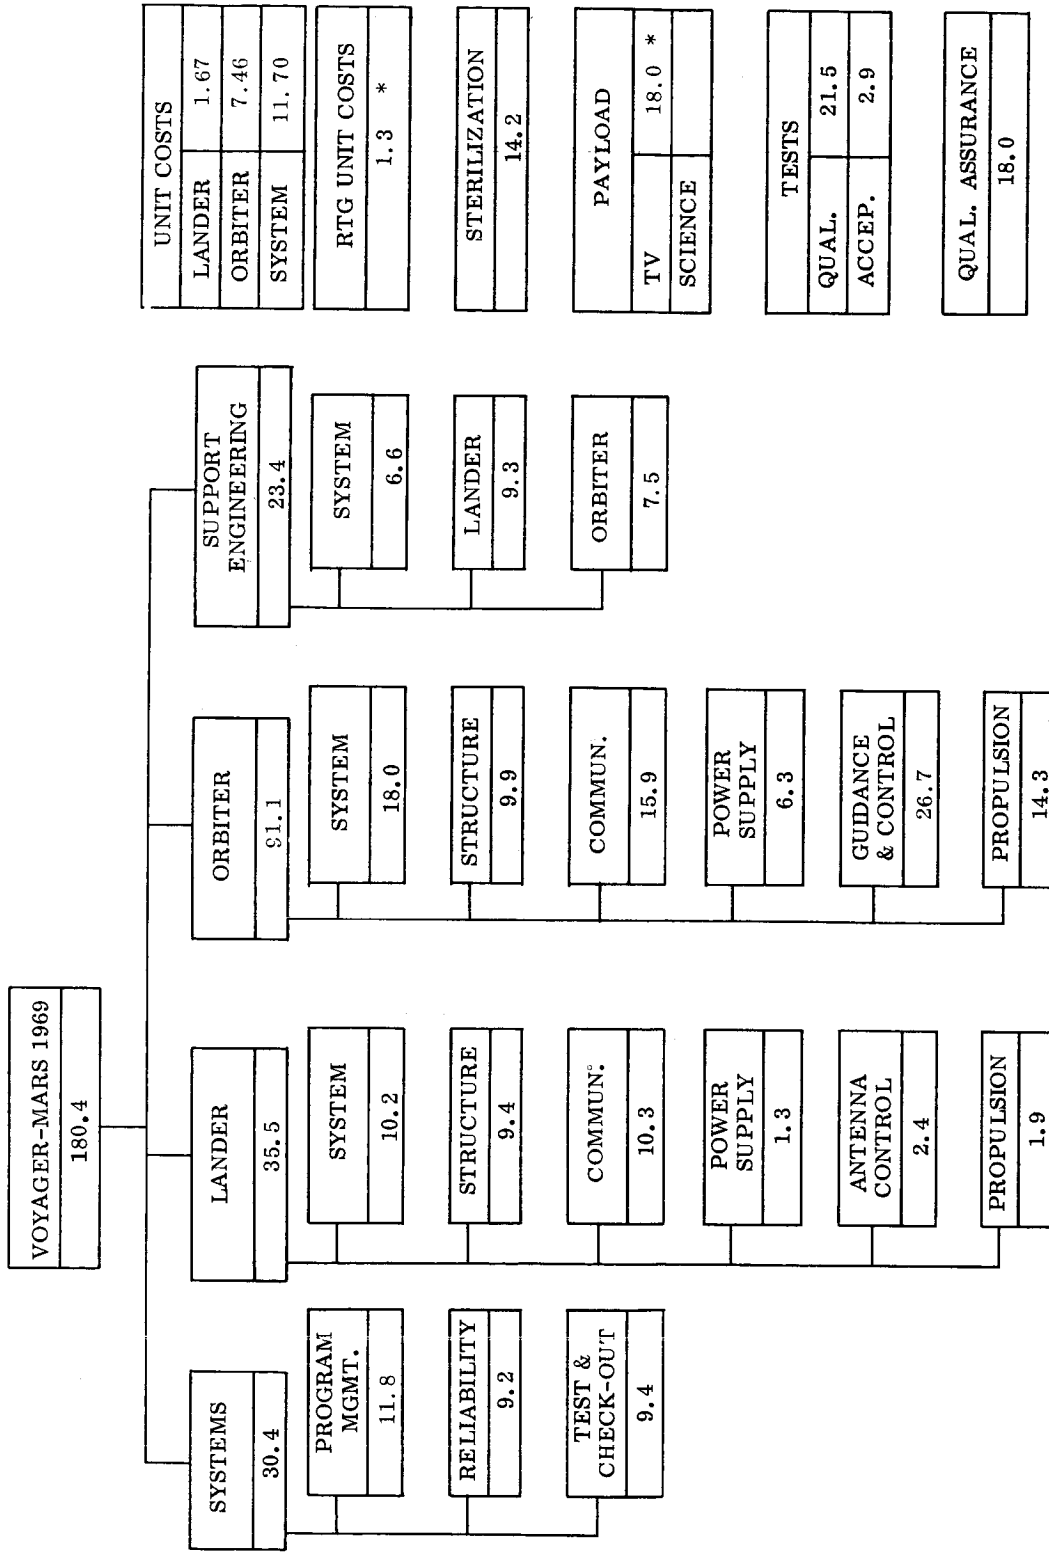 VOYAGER-MARS 1969
180.4
SYSTEMS
30.4
PROGRAM
MGMT.
11.8
RELIABILITY
9.2
TEST &
CHECK-OUT
9.4
LANDER
35.5
SYSTEM
10.2
STRUCTURE
9.4
COMMUN.
10.3
POWER
SUPPLY
1.3
ANTENNA
CONTROL
2.4
PROPULSION
1.9
ORBITER
91.1
SYSTEM
18.0
STRUCTURE
9.9
COMMUN.
15.9
POWER
SUPPLY
6.3
GUIDANCE
& CONTROL
26.7
PROPULSION
14.3
SUPPORT
ENGINEERING
23.4
SYSTEM
6.6
LANDER
9.3
ORBITER
7.5
UNIT COSTS
LANDER 1.67
ORBITER 7.46
SYSTEM 11.70
RTG UNIT COSTS
1.3 *
STERILIZATION
14.2
PAYLOAD
TV 18.0 *
SCIENCE
TESTS
QUAL. 21.5
ACCEP. 2.9
QUAL. ASSURANCE
18.0